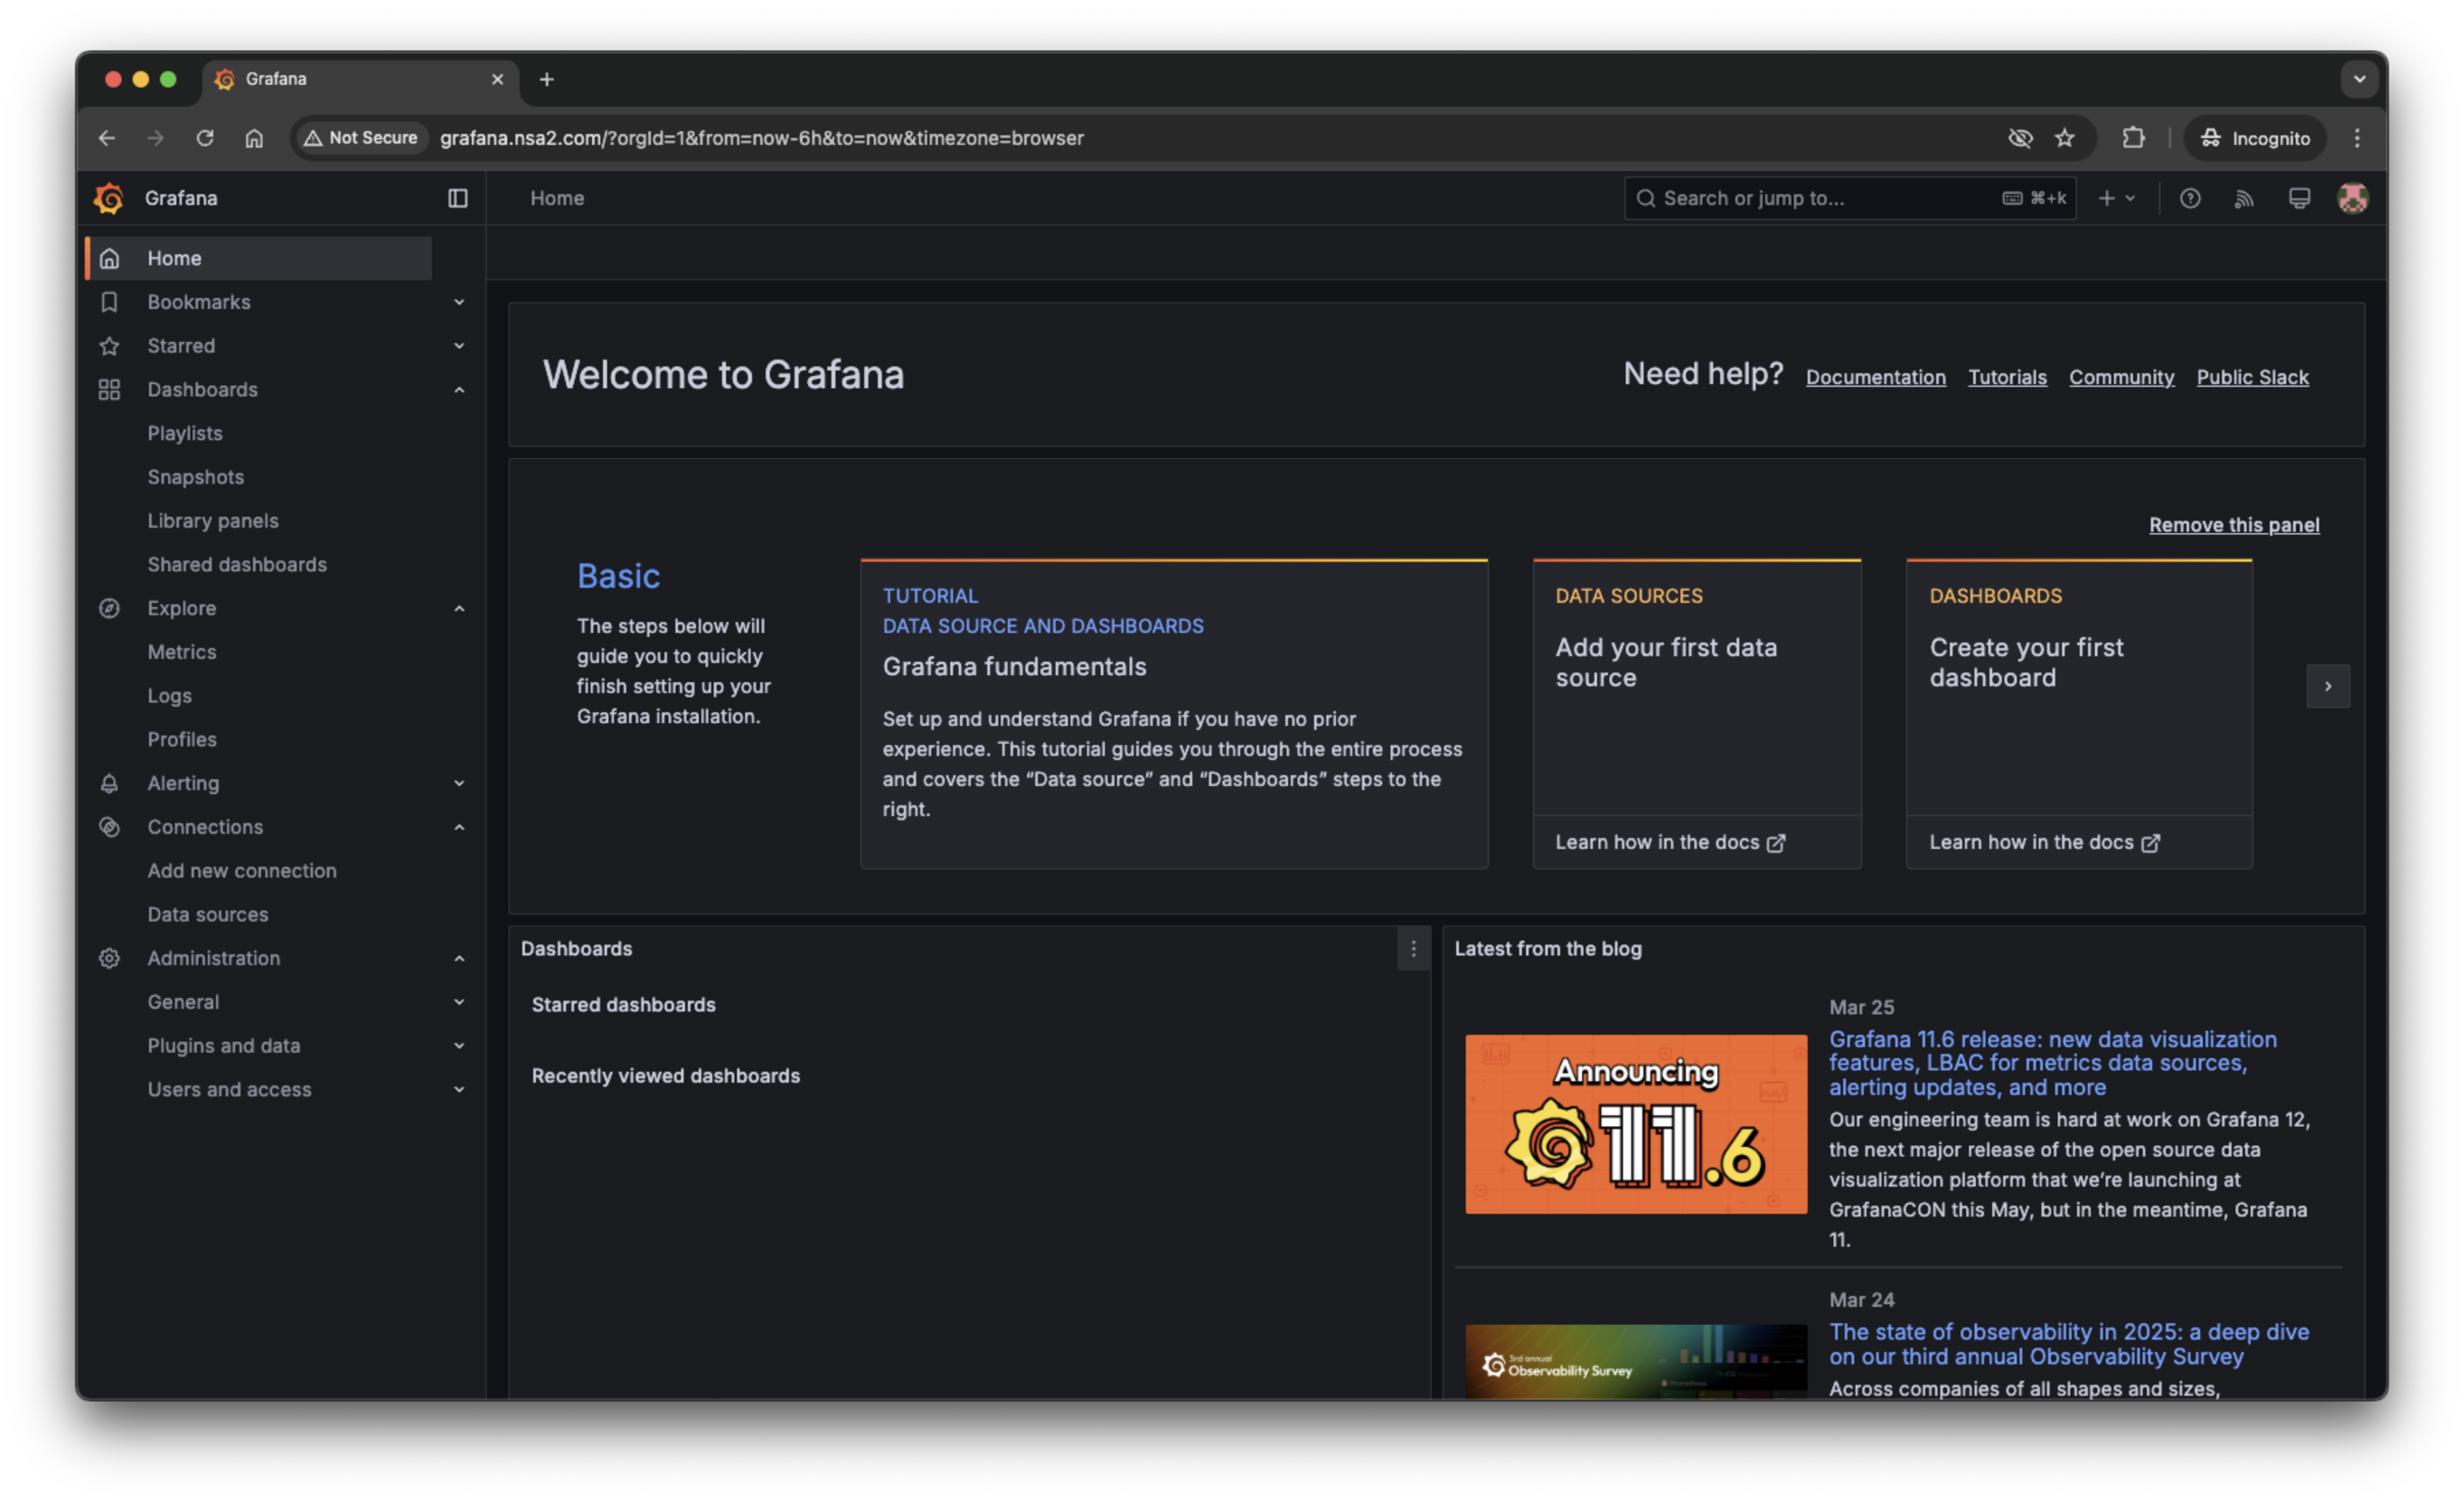 Grafana
Not Secure
grafana.nsa2.com/?orgId=1&from=now-6h&to=now&timezone=browser
Incognito
Grafana
Home
Search or jump to...
⌘+k
Home
Bookmarks
Starred
Dashboards
Playlists
Snapshots
Library panels
Shared dashboards
Explore
Metrics
Logs
Profiles
Alerting
Connections
Add new connection
Data sources
Administration
General
Plugins and data
Users and access
Welcome to Grafana
Need help?
Documentation
Tutorials
Community
Public Slack
Remove this panel
Basic
The steps below will
guide you to quickly
finish setting up your
Grafana installation.
TUTORIAL
DATA SOURCE AND DASHBOARDS
Grafana fundamentals
Set up and understand Grafana if you have no prior
experience. This tutorial guides you through the entire process
and covers the “Data source” and “Dashboards” steps to the
right.
DATA SOURCES
Add your first data
source
Learn how in the docs
DASHBOARDS
Create your first
dashboard
Learn how in the docs
Dashboards
Starred dashboards
Recently viewed dashboards
Latest from the blog
Announcing
11.6
Mar 25
Grafana 11.6 release: new data visualization
features, LBAC for metrics data sources,
alerting updates, and more
Our engineering team is hard at work on Grafana 12,
the next major release of the open source data
visualization platform that we’re launching at
GrafanaCON this May, but in the meantime, Grafana
11.
3rd annual
Observability Survey
Mar 24
The state of observability in 2025: a deep dive
on our third annual Observability Survey
Across companies of all shapes and sizes,